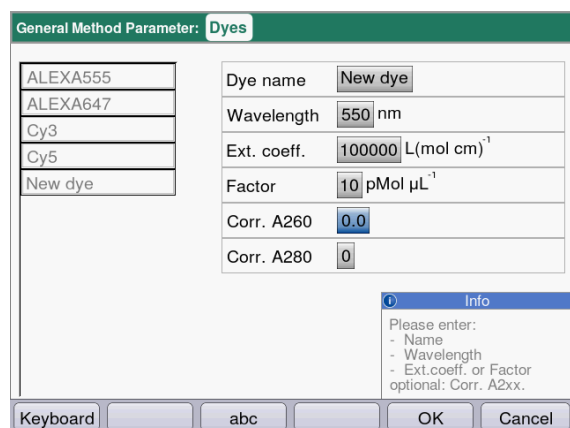 General Method Parameter: Dyes
ALEXA555
ALEXA647
Cy3
Cy5
New dye
Dye name New dye
Wavelength 550 nm
Ext. coeff. 100000 L(mol cm)⁻¹
Factor 10 pMol µL⁻¹
Corr. A260 0.0
Corr. A280 0
Info
Please enter:
- Name
- Wavelength
- Ext.coeff. or Factor
optional: Corr. A2xx.
Keyboard abc OK Cancel